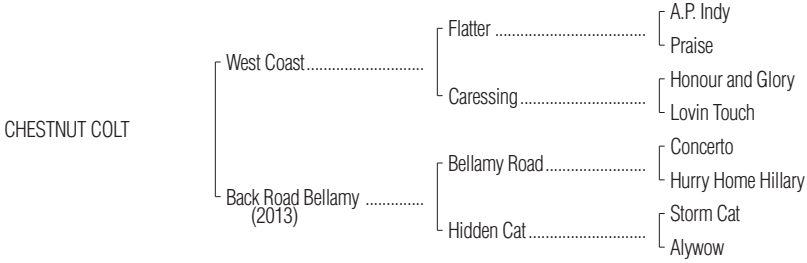 A.P. Indy
Flatter ..................................
Praise
West Coast...........................
Honour and Glory
Caressing.............................
Lovin Touch
CHESTNUT COLT
Concerto
Bellamy Road.......................
Hurry Home Hillary
Back Road Bellamy .............
(2013)
Storm Cat
Hidden Cat...........................
Alywow